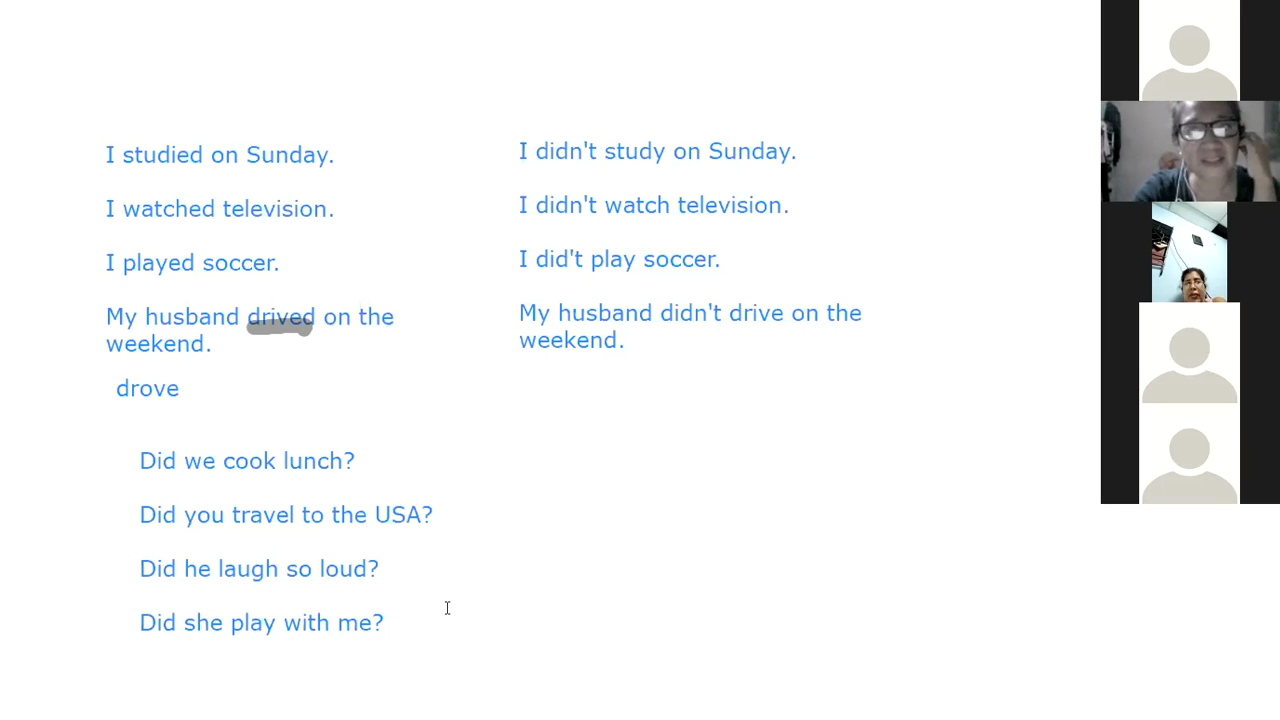 I studied on Sunday.
I watched television.
I played soccer.
My husband drived on the
weekend.
drove
I didn't study on Sunday.
I didn't watch television.
I did't play soccer.
My husband didn't drive on the
weekend.
Did we cook lunch?
Did you travel to the USA?
Did he laugh so loud?
Did she play with me?